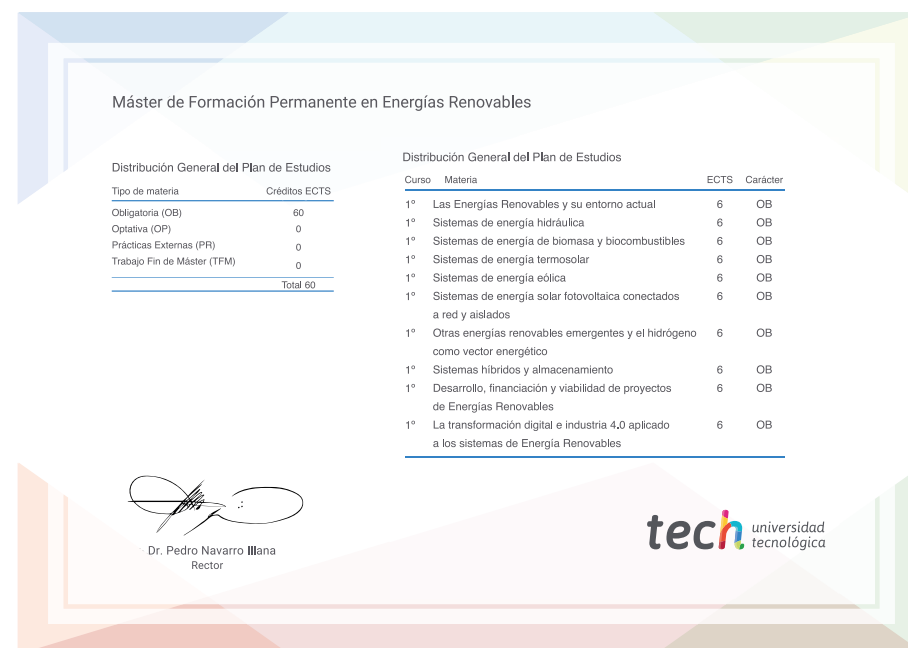 Máster de Formación Permanente en Energías Renovables
Distribución General del Plan de Estudios
Tipo de materia Créditos ECTS
Obligatoria (OB) 60
Optativa (OP) 0
Prácticas Externas (PR) 0
Trabajo Fin de Máster (TFM) 0
Total 60
Distribución General del Plan de Estudios
Curso Materia ECTS Carácter
1º Las Energías Renovables y su entorno actual 6 OB
1º Sistemas de energía hidráulica 6 OB
1º Sistemas de energía de biomasa y biocombustibles 6 OB
1º Sistemas de energía termosolar 6 OB
1º Sistemas de energía eólica 6 OB
1º Sistemas de energía solar fotovoltaica conectados 6 OB
a red y aislados
1º Otras energías renovables emergentes y el hidrógeno 6 OB
como vector energético
1º Sistemas híbridos y almacenamiento 6 OB
1º Desarrollo, financiación y viabilidad de proyectos 6 OB
de Energías Renovables
1º La transformación digital e industria 4.0 aplicado 6 OB
a los sistemas de Energía Renovables
Dr. Pedro Navarro Illana
Rector
tech universidad
tecnológica